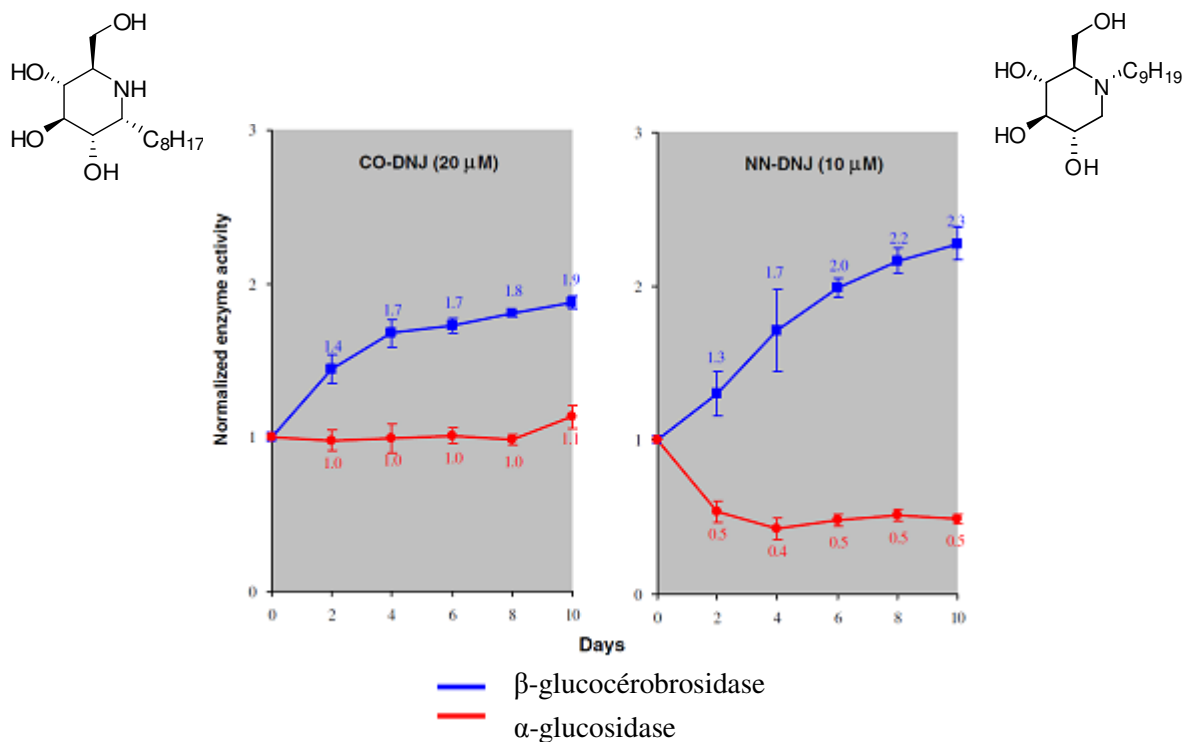 OH
HO
NH
HO
C8H17
OH
OH
HO
N
C9H19
HO
OH
CO-DNJ (20 μM)
Normalized enzyme activity
3
2
1
0
1.4
1.7
1.7
1.8
1.9
1.0
1.0
1.0
1.0
1.1
0 2 4 6 8 10
NN-DNJ (10 μM)
3
2
1
0
1.3
1.7
2.0
2.2
2.3
0.5
0.4
0.5
0.5
0.5
0 2 4 6 8 10
Days
β-glucocérobrosidase
α-glucosidase